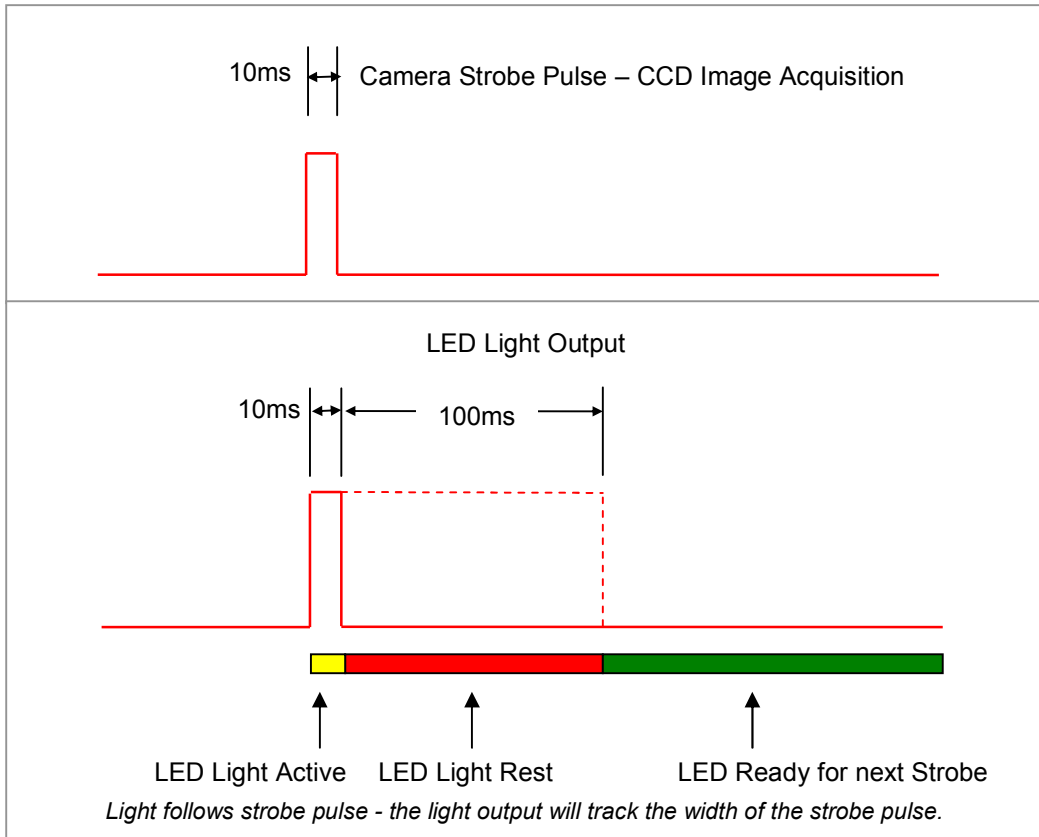 10ms Camera Strobe Pulse – CCD Image Acquisition
LED Light Output
10ms 100ms
LED Light Active LED Light Rest LED Ready for next Strobe
Light follows strobe pulse - the light output will track the width of the strobe pulse.